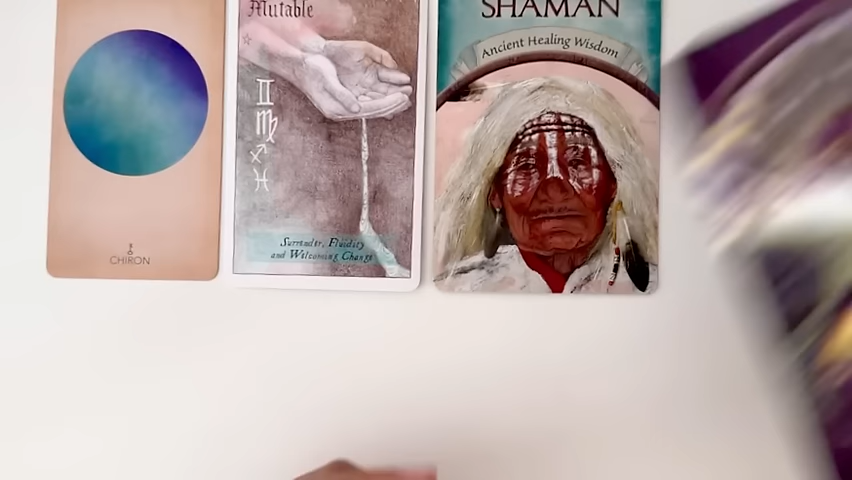 CHIRON
Mutable
Surrender, Fluidity
and Welcoming Change
SHAMAN
Ancient Healing Wisdom